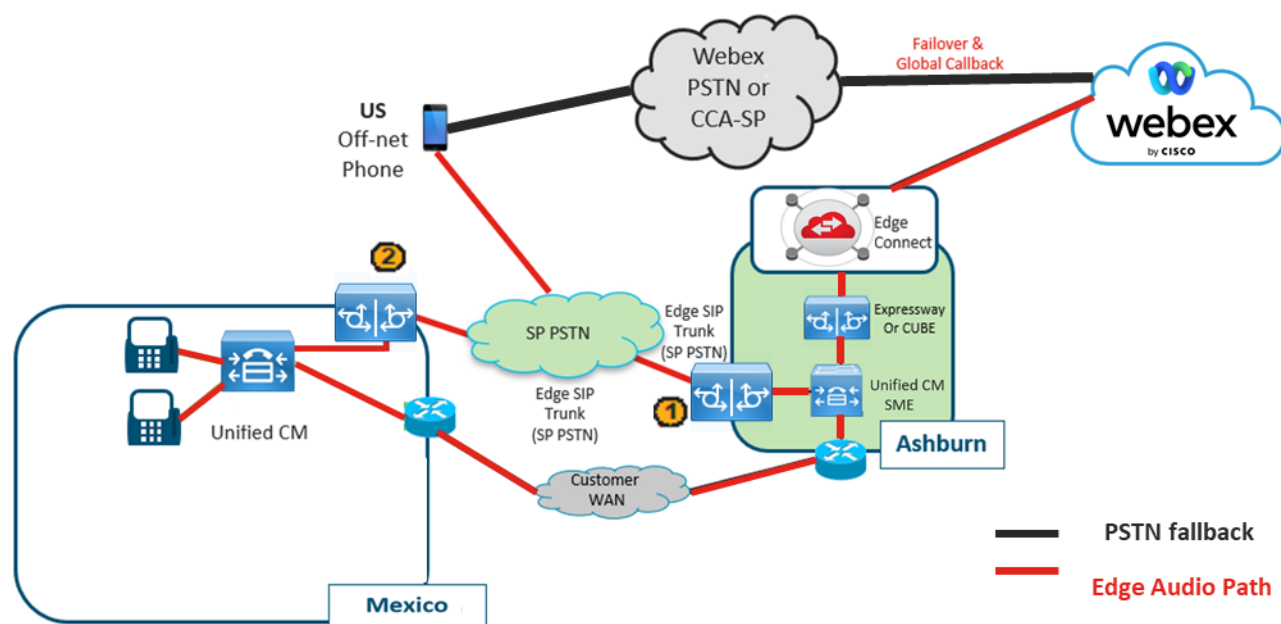 Webex
PSTN or
CCA-SP
Failover &
Global Callback
webex
by CISCO
US
Off-net
Phone
Edge
Connect
2
Expressway
Or CUBE
SP PSTN
Edge SIP
Trunk
(SP PSTN)
Edge SIP
Trunk
(SP PSTN)
1
Unified CM
SME
Unified CM
Ashburn
Customer
WAN
PSTN fallback
Edge Audio Path
Mexico